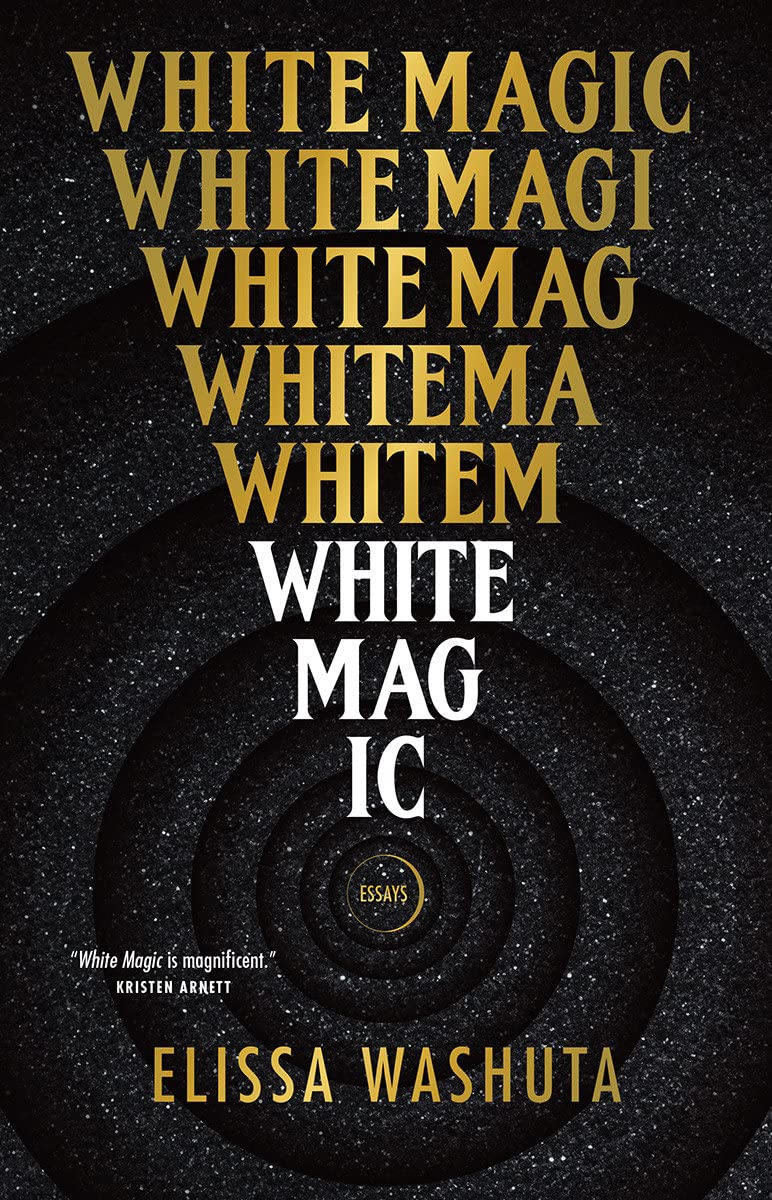 WHITE MAGIC
WHITE MAGI
WHITE MAG
WHITEMA
WHITEM
WHITE
MAG
IC
ESSAYS
“White Magic is magnificent.”
KRISTEN ARNETT
ELISSA WASHUTA